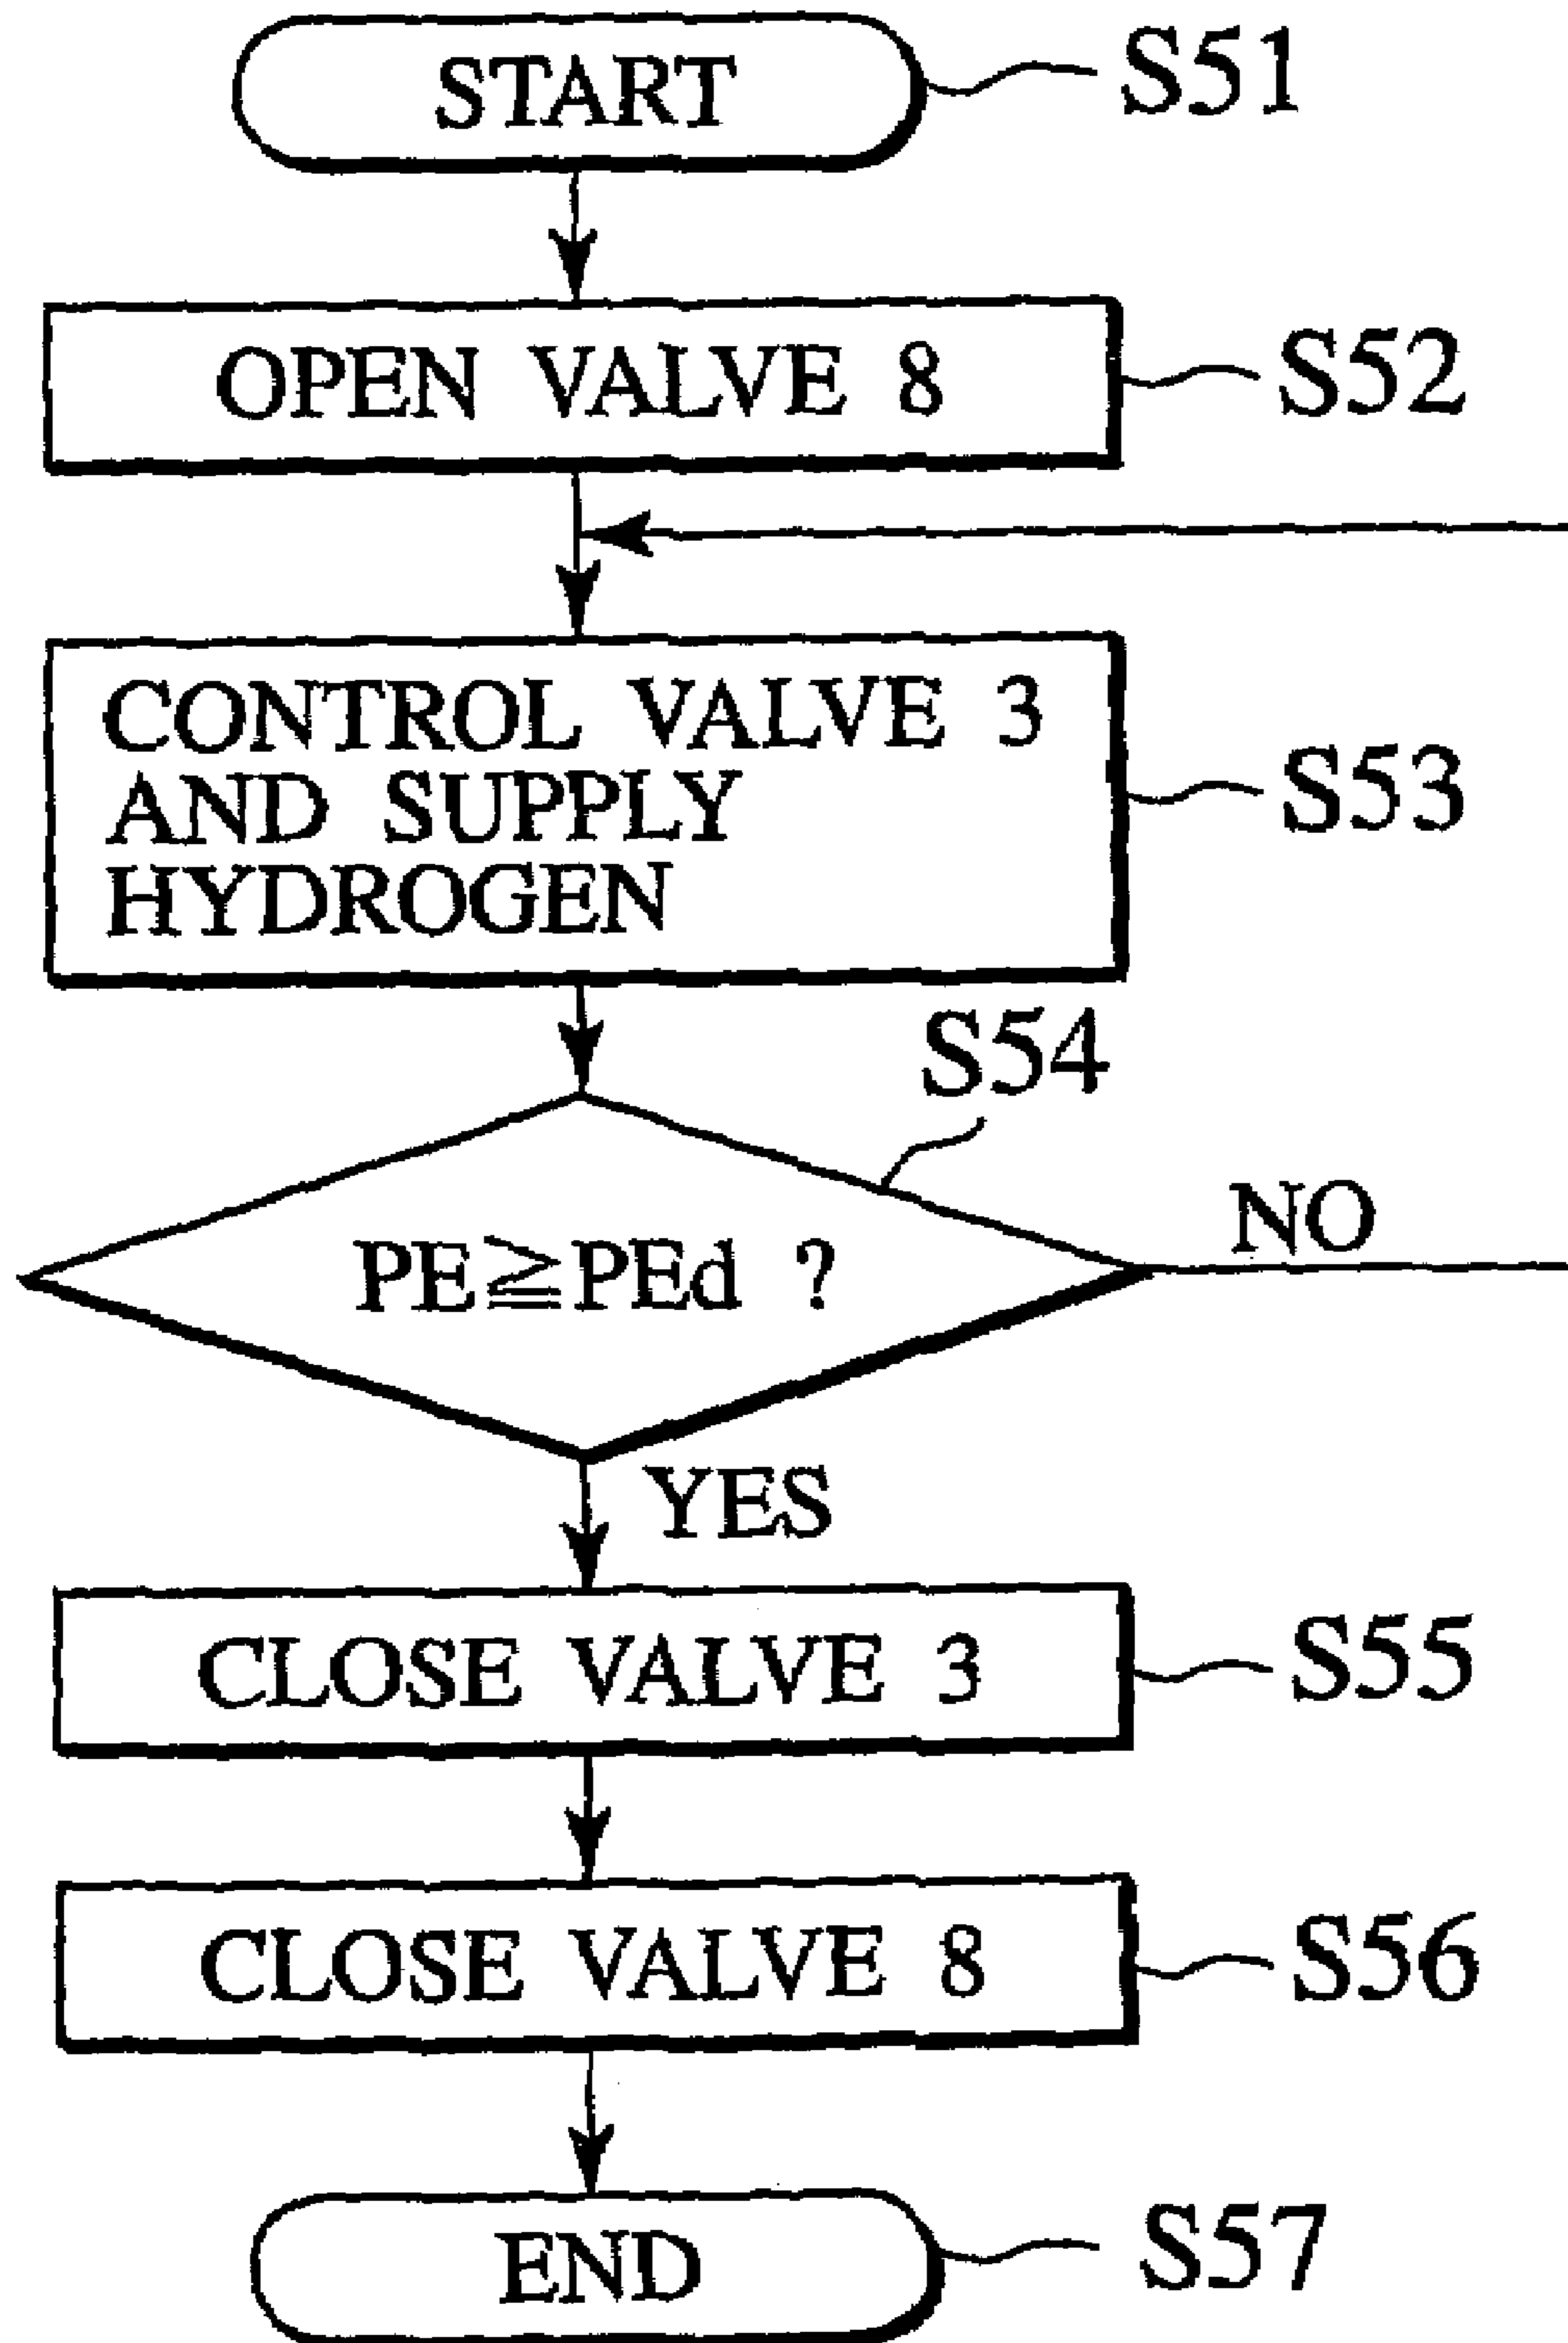 START
S51
OPEN VALVE 8
S52
CONTROL VALVE 3
AND SUPPLY
HYDROGEN
S53
S54
PE≧PEd ?
NO
YES
CLOSE VALVE 3
S55
CLOSE VALVE 8
S56
END
S57